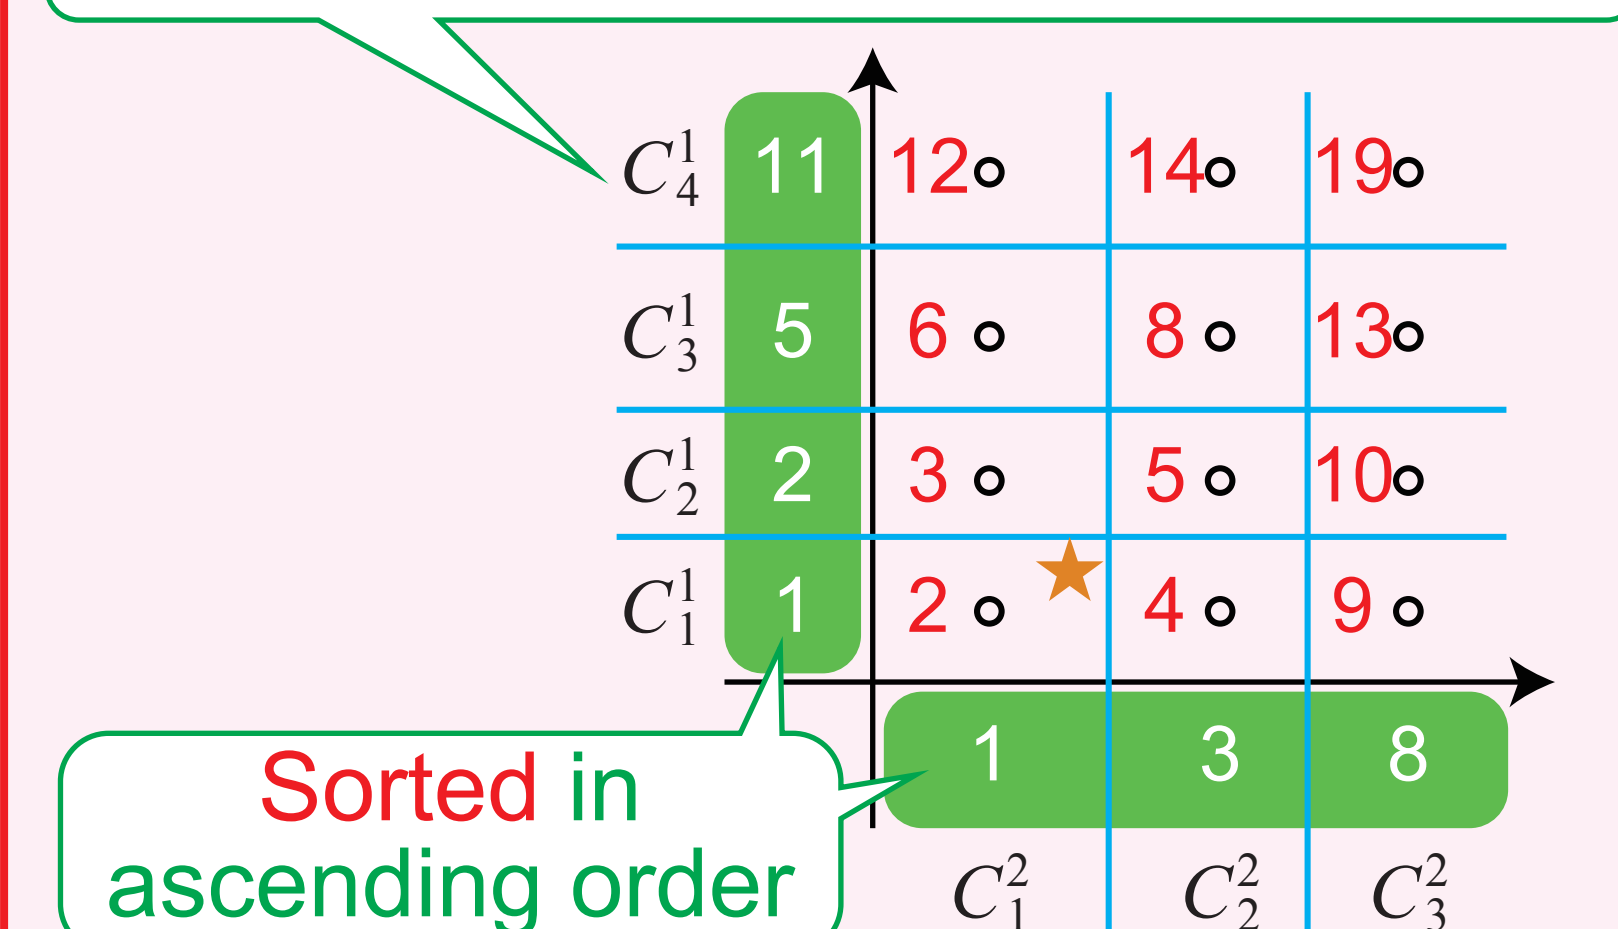 C_4^1 11 12 14 19
C_3^1 5 6 8 13
C_2^1 2 3 5 10
C_1^1 1 2 4 9
1 3 8
C_1^2 C_2^2 C_3^2
Sorted in
ascending order